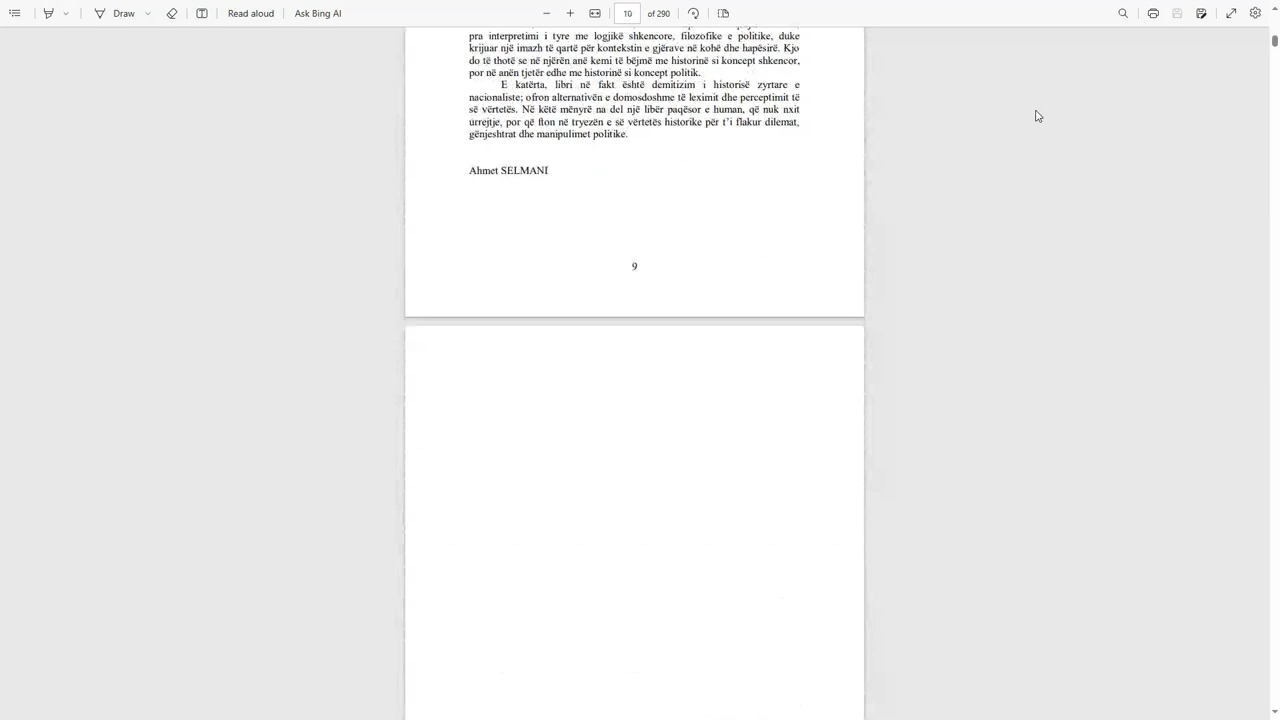 Draw
Read aloud
Ask Bing AI
10
of 290
pra interpretimi i tyre me logjikë shkencore, filozofike e politike, duke
krijuar një imazh të qartë për kontekstin e gjërave në kohë dhe hapësirë. Kjo
do të thotë se në njërën anë kemi të bëjmë me historinë si koncept shkencor,
por në anën tjetër edhe me historinë si koncept politik.
E katërta, libri në fakt është demitizim i historisë zyrtare e
nacionaliste; ofron alternativën e domosdoshme të leximit dhe perceptimit të
së vërtetës. Në këtë mënyrë na del një libër paqësor e human, që nuk nxit
urrejtje, por që fton në tryezën e së vërtetës historike për t’i flakur dilemat,
gënjeshtrat dhe manipulimet politike.
Ahmet SELMANI
9